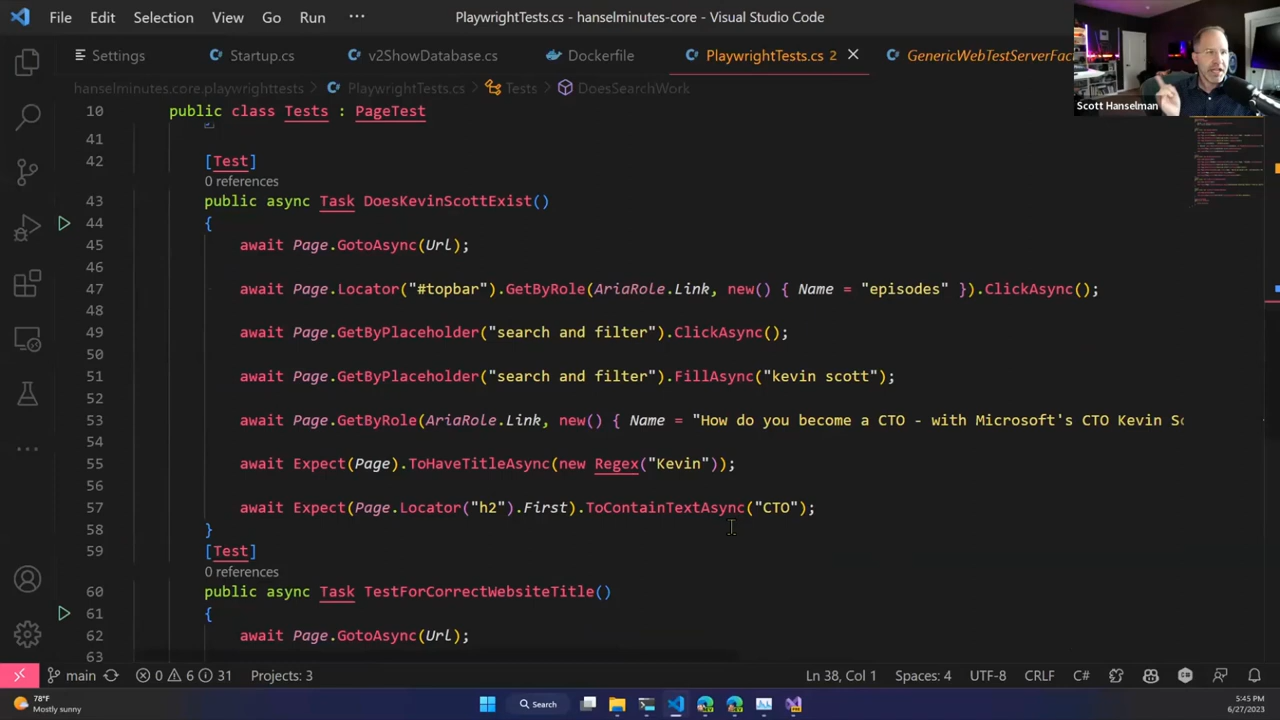 File Edit Selection View Go Run ··· PlaywrightTests.cs - hanselminutes-core - Visual Studio Code
Settings Startup.cs v2ShowDatabase.cs Dockerfile PlaywrightTests.cs 2 GenericWebTestServerFac
Scott Hanselman
hanselminutes.core.playwrighttests > PlaywrightTests.cs > Tests > DoesSearchWork
10 public class Tests : PageTest
41
42 [Test]
0 references
43 public async Task DoesKevinScottExist()
44 {
45 await Page.GotoAsync(Url);
46
47 await Page.Locator("#topbar").GetByRole(AriaRole.Link, new() { Name = "episodes" }).ClickAsync();
48
49 await Page.GetByPlaceholder("search and filter").ClickAsync();
50
51 await Page.GetByPlaceholder("search and filter").FillAsync("kevin scott");
52
53 await Page.GetByRole(AriaRole.Link, new() { Name = "How do you become a CTO - with Microsoft's CTO Kevin Sc
54
55 await Expect(Page).ToHaveTitleAsync(new Regex("Kevin"));
56
57 await Expect(Page.Locator("h2").First).ToContainTextAsync("CTO");
58 }
59 [Test]
0 references
60 public async Task TestForCorrectWebsiteTitle()
61 {
62 await Page.GotoAsync(Url);
63
main 0 6 31 Projects: 3 Ln 38, Col 1 Spaces: 4 UTF-8 CRLF C#
78°F
Mostly sunny
Search
5:45 PM
6/27/2023